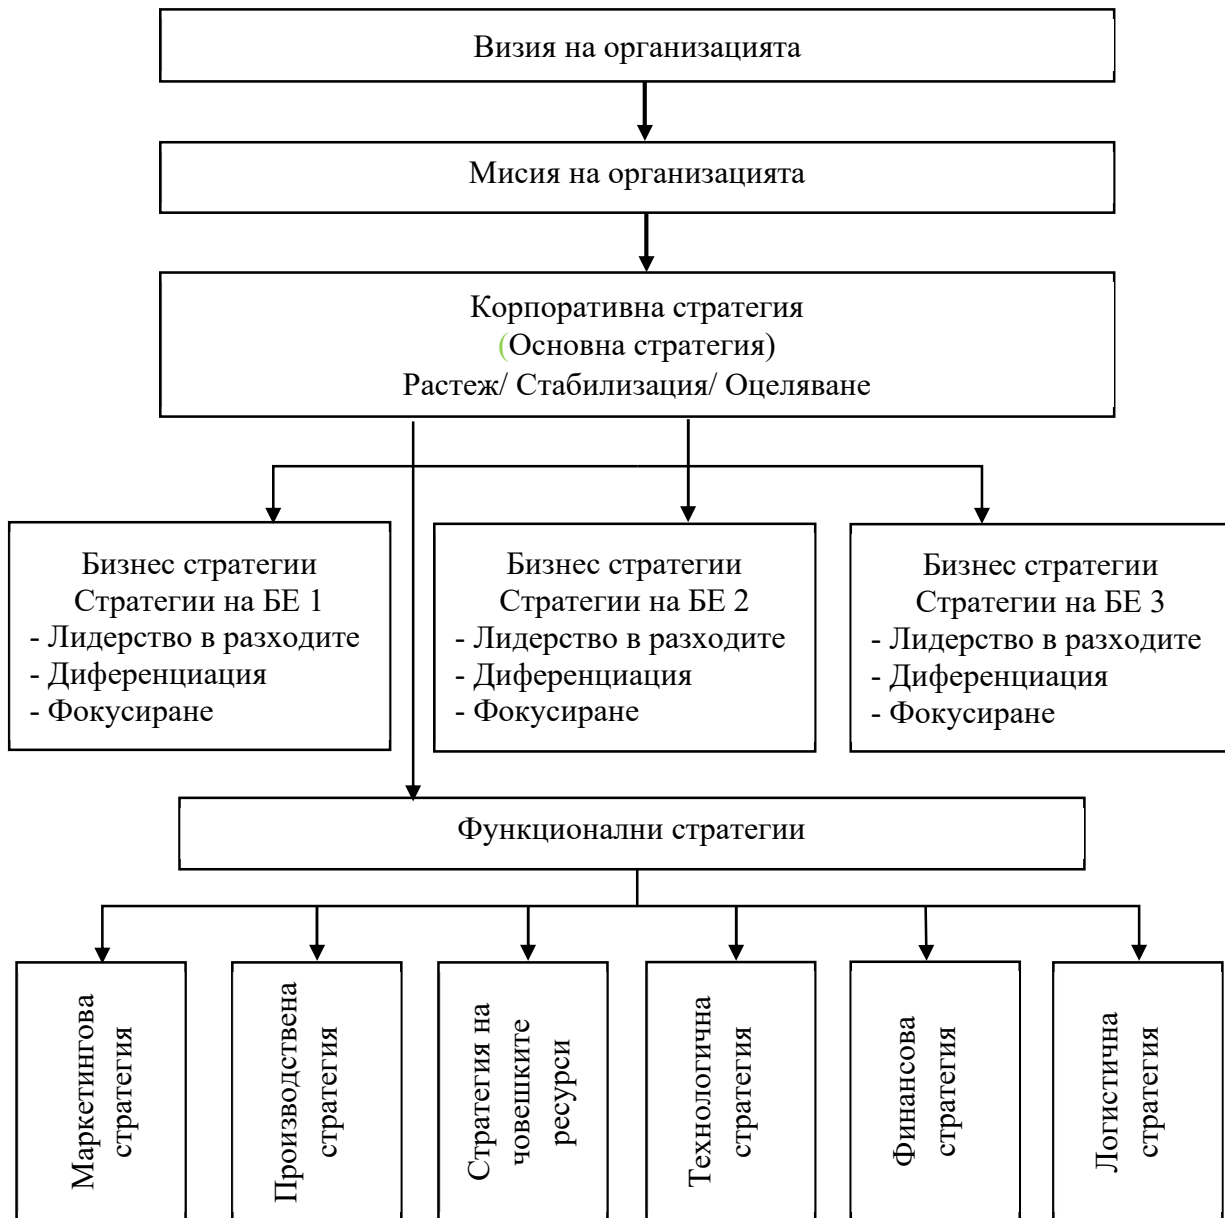 Визия на организацията
Мисия на организацията
Корпоративна стратегия
(Основна стратегия)
Растеж/ Стабилизация/ Оцеляване
Бизнес стратегии
Стратегии на БЕ 1
- Лидерство в разходите
- Диференциация
- Фокусиране
Бизнес стратегии
Стратегии на БЕ 2
- Лидерство в разходите
- Диференциация
- Фокусиране
Бизнес стратегии
Стратегии на БЕ 3
- Лидерство в разходите
- Диференциация
- Фокусиране
Функционални стратегии
Маркетингова
стратегия
Производствена
стратегия
Стратегия на
човешките
ресурси
Технологична
стратегия
Финансова
стратегия
Логистична
стратегия